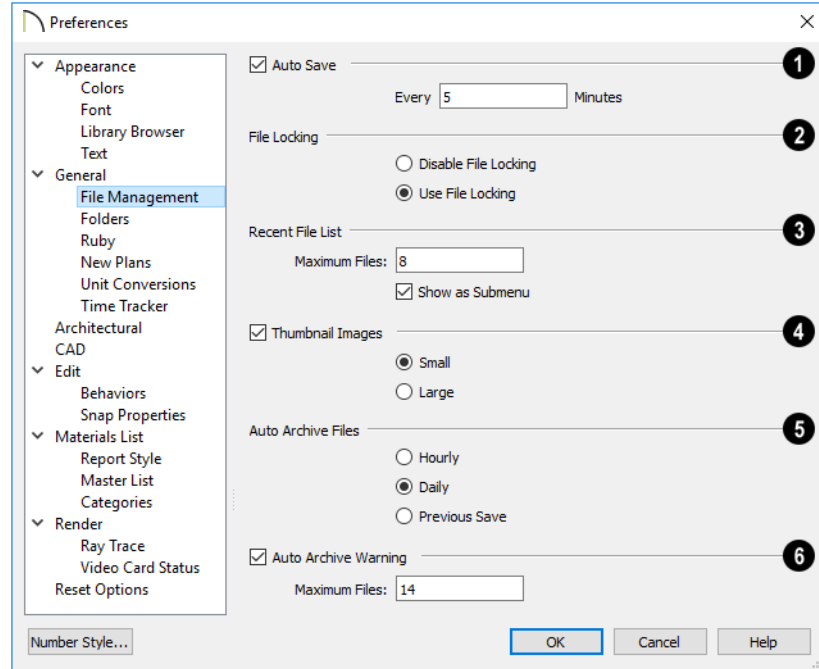 Preferences
Appearance
Colors
Font
Library Browser
Text
General
File Management
Folders
Ruby
New Plans
Unit Conversions
Time Tracker
Architectural
CAD
Edit
Behaviors
Snap Properties
Materials List
Report Style
Master List
Categories
Render
Ray Trace
Video Card Status
Reset Options
Auto Save 1
Every 5 Minutes
File Locking 2
Disable File Locking
Use File Locking
Recent File List 3
Maximum Files: 8
Show as Submenu
Thumbnail Images 4
Small
Large
Auto Archive Files 5
Hourly
Daily
Previous Save
Auto Archive Warning 6
Maximum Files: 14
Number Style... OK Cancel Help